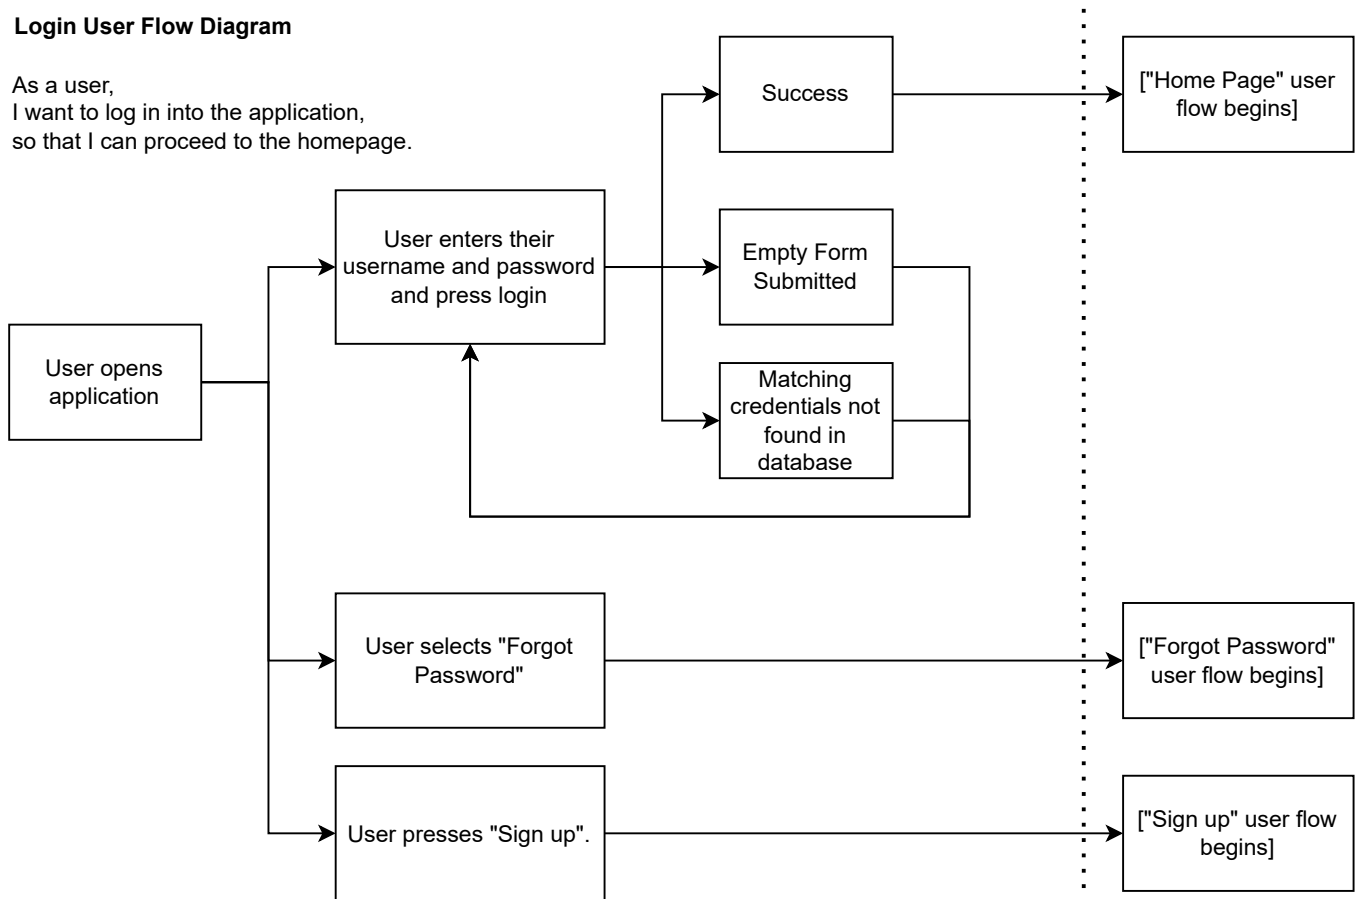 Login User Flow Diagram
As a user,
I want to log in into the application,
so that I can proceed to the homepage.
Success
["Home Page" user
flow begins]
User enters their
username and password
and press login
Empty Form
Submitted
User opens
application
Matching
credentials not
found in
database
User selects "Forgot
Password"
["Forgot Password"
user flow begins]
User presses "Sign up".
["Sign up" user flow
begins]